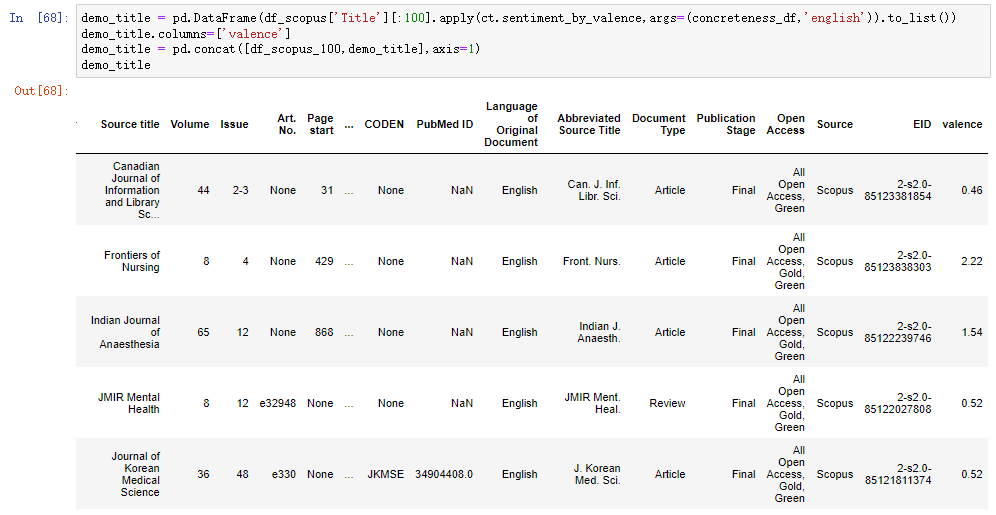 In [68]: demo_title = pd.DataFrame(df_scopus['Title'][:100].apply(ct.sentiment_by_valence,args=(concreteness_df,'english')).to_list())
demo_title.columns=['valence']
demo_title = pd.concat([df_scopus_100,demo_title],axis=1)
demo_title
Out[68]:
Source title Volume Issue Art. No. Page start ... CODEN PubMed ID Language of Original Document Abbreviated Source Title Document Type Publication Stage Open Access Source EID valence
Canadian Journal of Information and Library Sc... 44 2-3 None 31 ... None NaN English Can. J. Inf. Libr. Sci. Article Final All Open Access, Green Scopus 2-s2.0-85123381854 0.46
Frontiers of Nursing 8 4 None 429 ... None NaN English Front. Nurs. Article Final All Open Access, Gold, Green Scopus 2-s2.0-85123838303 2.22
Indian Journal of Anaesthesia 65 12 None 868 ... None NaN English Indian J. Anaesth. Article Final All Open Access, Gold, Green Scopus 2-s2.0-85122239746 1.54
JMIR Mental Health 8 12 e32948 None ... None NaN English JMIR Ment. Heal. Review Final All Open Access, Gold, Green Scopus 2-s2.0-85122027808 0.52
Journal of Korean Medical Science 36 48 e330 None ... JKMSE 34904408.0 English J. Korean Med. Sci. Article Final All Open Access, Gold, Green Scopus 2-s2.0-85121811374 0.52